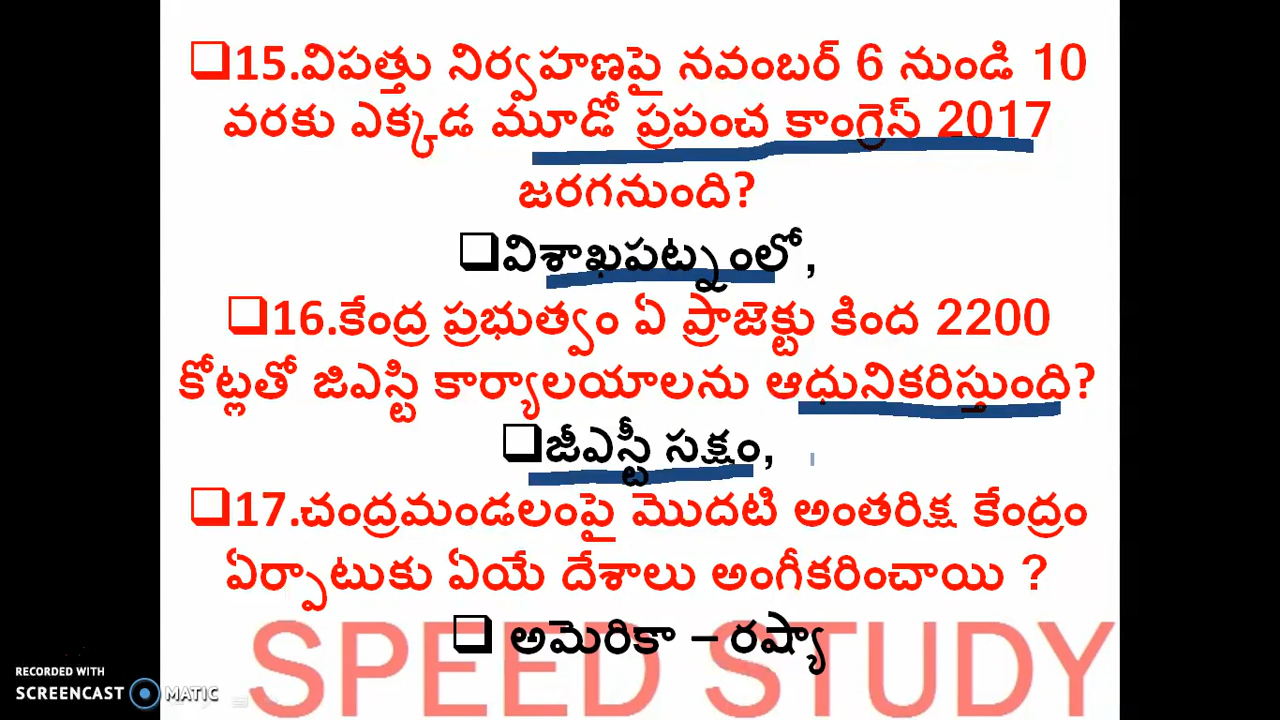 ❑15.విపత్తు నిర్వహణపై నవంబర్ 6 నుండి 10
వరకు ఎక్కడ మూడో ప్రపంచ కాంగ్రెస్ 2017
జరగనుంది?
❑విశాఖపట్నంలో,
❑16.కేంద్ర ప్రభుత్వం ఏ ప్రాజెక్టు కింద 2200
కోట్లతో జిఎస్టి కార్యాలయాలను ఆధునికరిస్తుంది?
❑జీఎస్టీ సక్షం,
❑17.చంద్రమండలంపై మొదటి అంతరిక్ష కేంద్రం
ఏర్పాటుకు ఏయే దేశాలు అంగీకరించాయి ?
❑ అమెరికా – రష్యా
SPEED STUDY
RECORDED WITH
SCREENCAST MATIC